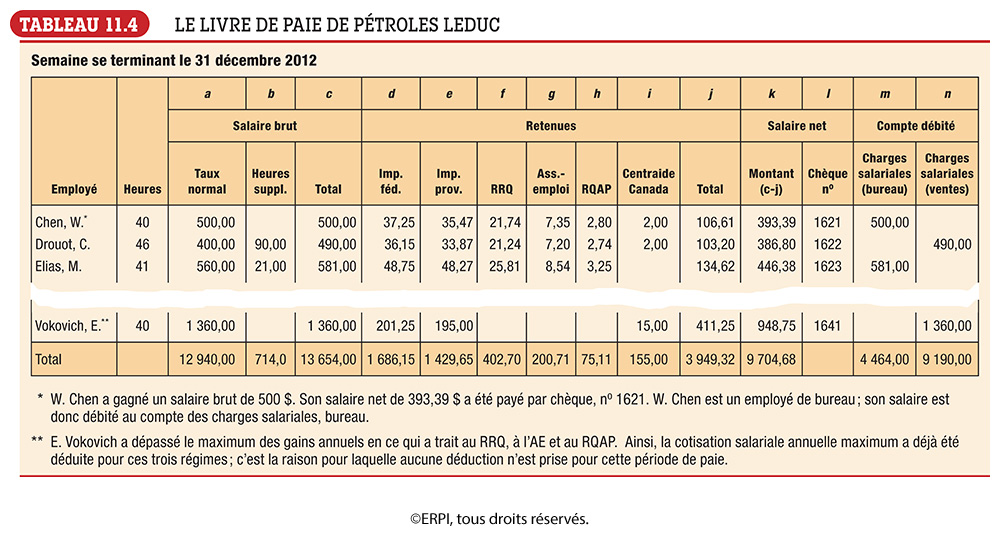 TABLEAU 11.4 LE LIVRE DE PAIE DE PÉTROLES LEDUC
Semaine se terminant le 31 décembre 2012
a b c d e f g h i j k l m n
Salaire brut Retenues Salaire net Compte débité
Employé Heures Taux normal Heures suppl. Total Imp. féd. Imp. prov. RRQ Ass.-emploi RQAP Centraide Canada Total Montant (c-j) Chèque nº Charges salariales (bureau) Charges salariales (ventes)
Chen, W.* 40 500,00 500,00 37,25 35,47 21,74 7,35 2,80 2,00 106,61 393,39 1621 500,00
Drouot, C. 46 400,00 90,00 490,00 36,15 33,87 21,24 7,20 2,74 2,00 103,20 386,80 1622 490,00
Elias, M. 41 560,00 21,00 581,00 48,75 48,27 25,81 8,54 3,25 134,62 446,38 1623 581,00
Vokovich, E.** 40 1 360,00 1 360,00 201,25 195,00 15,00 411,25 948,75 1641 1 360,00
Total 12 940,00 714,0 13 654,00 1 686,15 1 429,65 402,70 200,71 75,11 155,00 3 949,32 9 704,68 4 464,00 9 190,00
* W. Chen a gagné un salaire brut de 500 $. Son salaire net de 393,39 $ a été payé par chèque, nº 1621. W. Chen est un employé de bureau ; son salaire est
donc débité au compte des charges salariales, bureau.
** E. Vokovich a dépassé le maximum des gains annuels en ce qui a trait au RRQ, à l'AE et au RQAP. Ainsi, la cotisation salariale annuelle maximum a déjà été
déduite pour ces trois régimes ; c'est la raison pour laquelle aucune déduction n'est prise pour cette période de paie.
©ERPI, tous droits réservés.